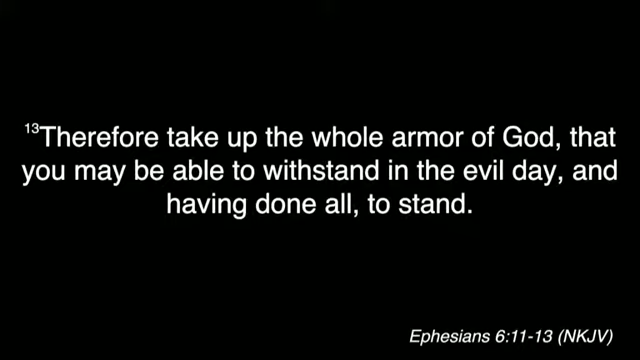 13Therefore take up the whole armor of God, that
you may be able to withstand in the evil day, and
having done all, to stand.
Ephesians 6:11-13 (NKJV)